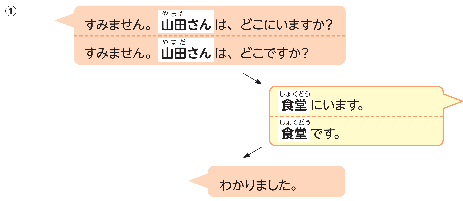 ①
すみません。山田さんは、どこにいますか？
すみません。山田さんは、どこですか？
食堂にいます。
食堂です。
わかりました。